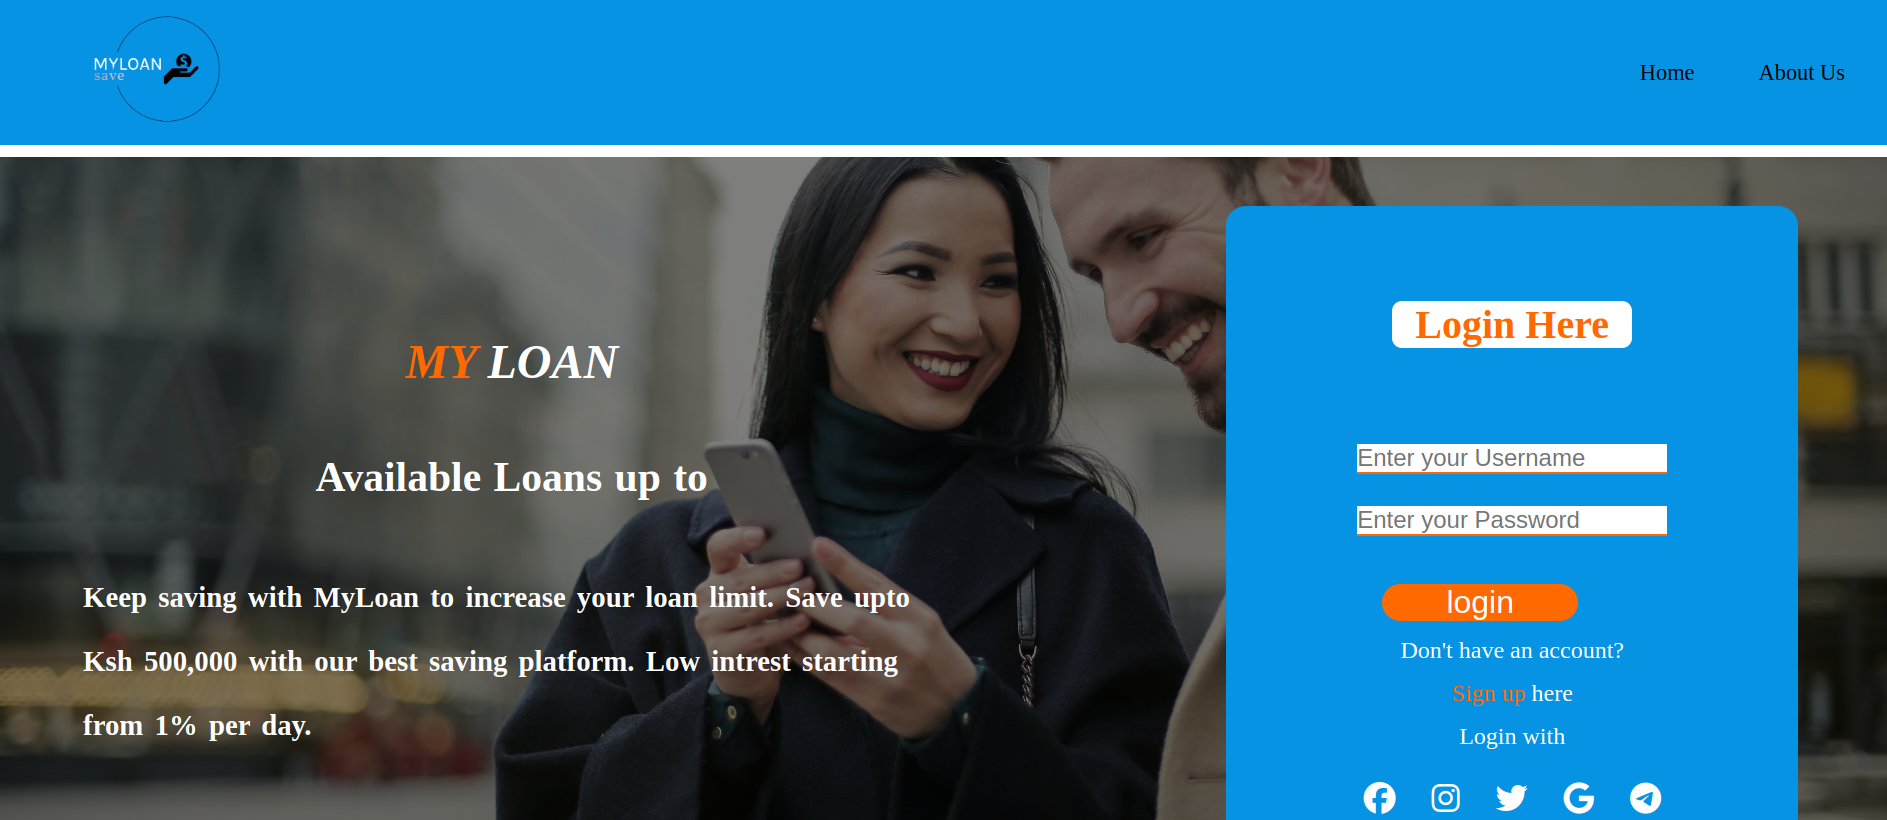 MYLOAN
save
Home
About Us
MY LOAN
Available Loans up to
Keep saving with MyLoan to increase your loan limit. Save upto
Ksh 500,000 with our best saving platform. Low intrest starting
from 1% per day.
Login Here
Enter your Username
Enter your Password
login
Don't have an account?
Sign up here
Login with